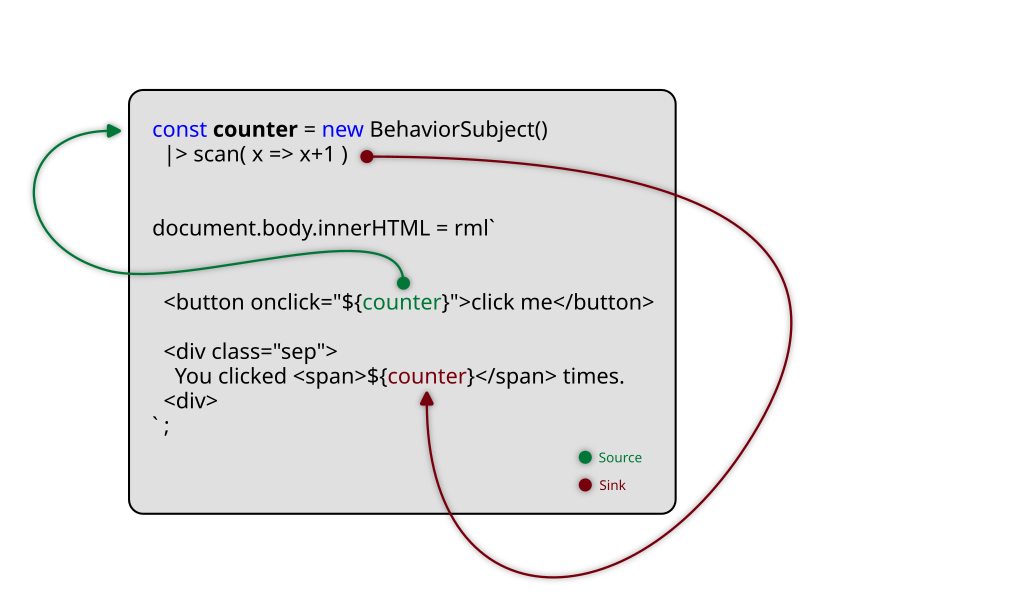 const counter = new BehaviorSubject()
|> scan( x => x+1 )
document.body.innerHTML = rml`
<button onclick="${counter}">click me</button>
<div class="sep">
You clicked <span>${counter}</span> times.
<div>
`;
Source
Sink